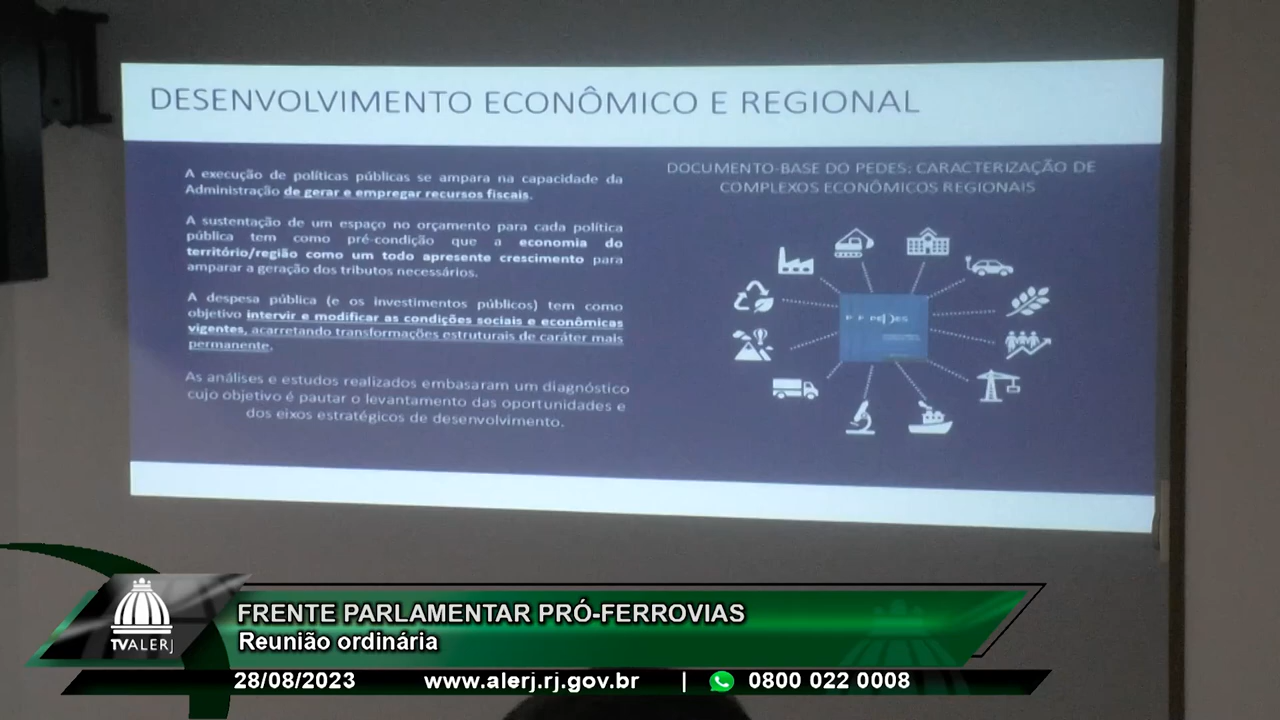 DESENVOLVIMENTO ECONÔMICO E REGIONAL
A execução de políticas públicas se ampara na capacidade da
Administração de gerar e empregar recursos fiscais.
A sustentação de um espaço no orçamento para cada política
pública tem como pré-condição que a economia do
território/região como um todo apresente crescimento para
amparar a geração dos tributos necessários.
A despesa pública (e os investimentos públicos) tem como
objetivo intervir e modificar as condições sociais e econômicas
vigentes, acarretando transformações estruturais de caráter mais
permanente.
As análises e estudos realizados embasaram um diagnóstico
cujo objetivo é pautar o levantamento das oportunidades e
dos eixos estratégicos de desenvolvimento.
DOCUMENTO-BASE DO PEDES: CARACTERIZAÇÃO DE
COMPLEXOS ECONÔMICOS REGIONAIS
TVALERJ
FRENTE PARLAMENTAR PRÓ-FERROVIAS
Reunião ordinária
28/08/2023 www.alerj.rj.gov.br | 0800 022 0008